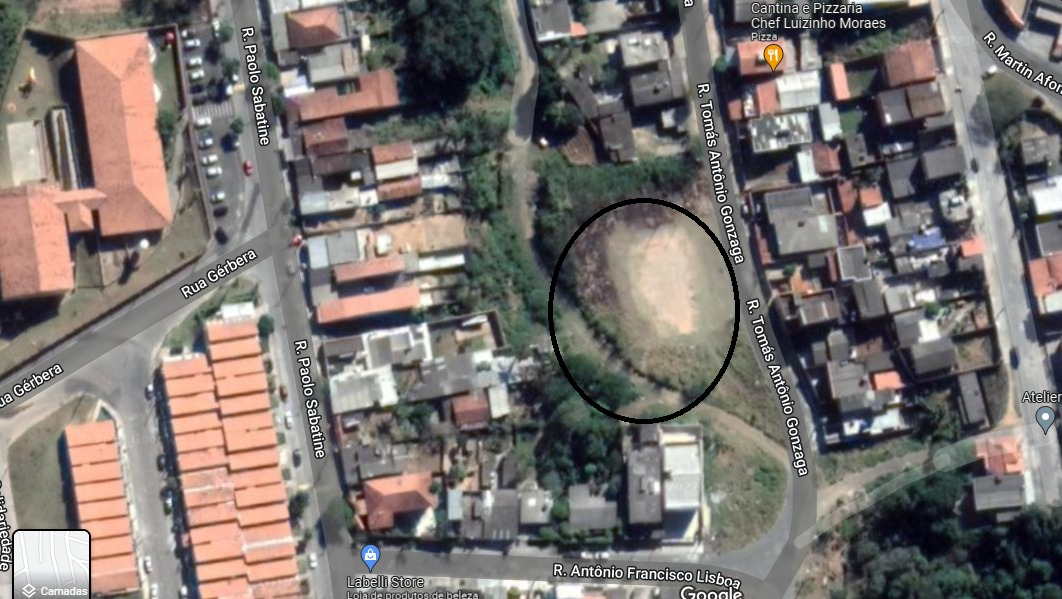 Cantina e Pizzaria
Chef Luizinho Moraes
Pizza
R. Martin Afon
R. Paolo Sabatine
R. Tomás Antônio Gonzaga
Rua Gérbera
R. Tomás Antônio Gonzaga
R. Paolo Sabatine
ua Gérbera
Atelier
Camadas
Labelli Store
Loja de produtos de beleza
R. Antônio Francisco Lisboa
Google